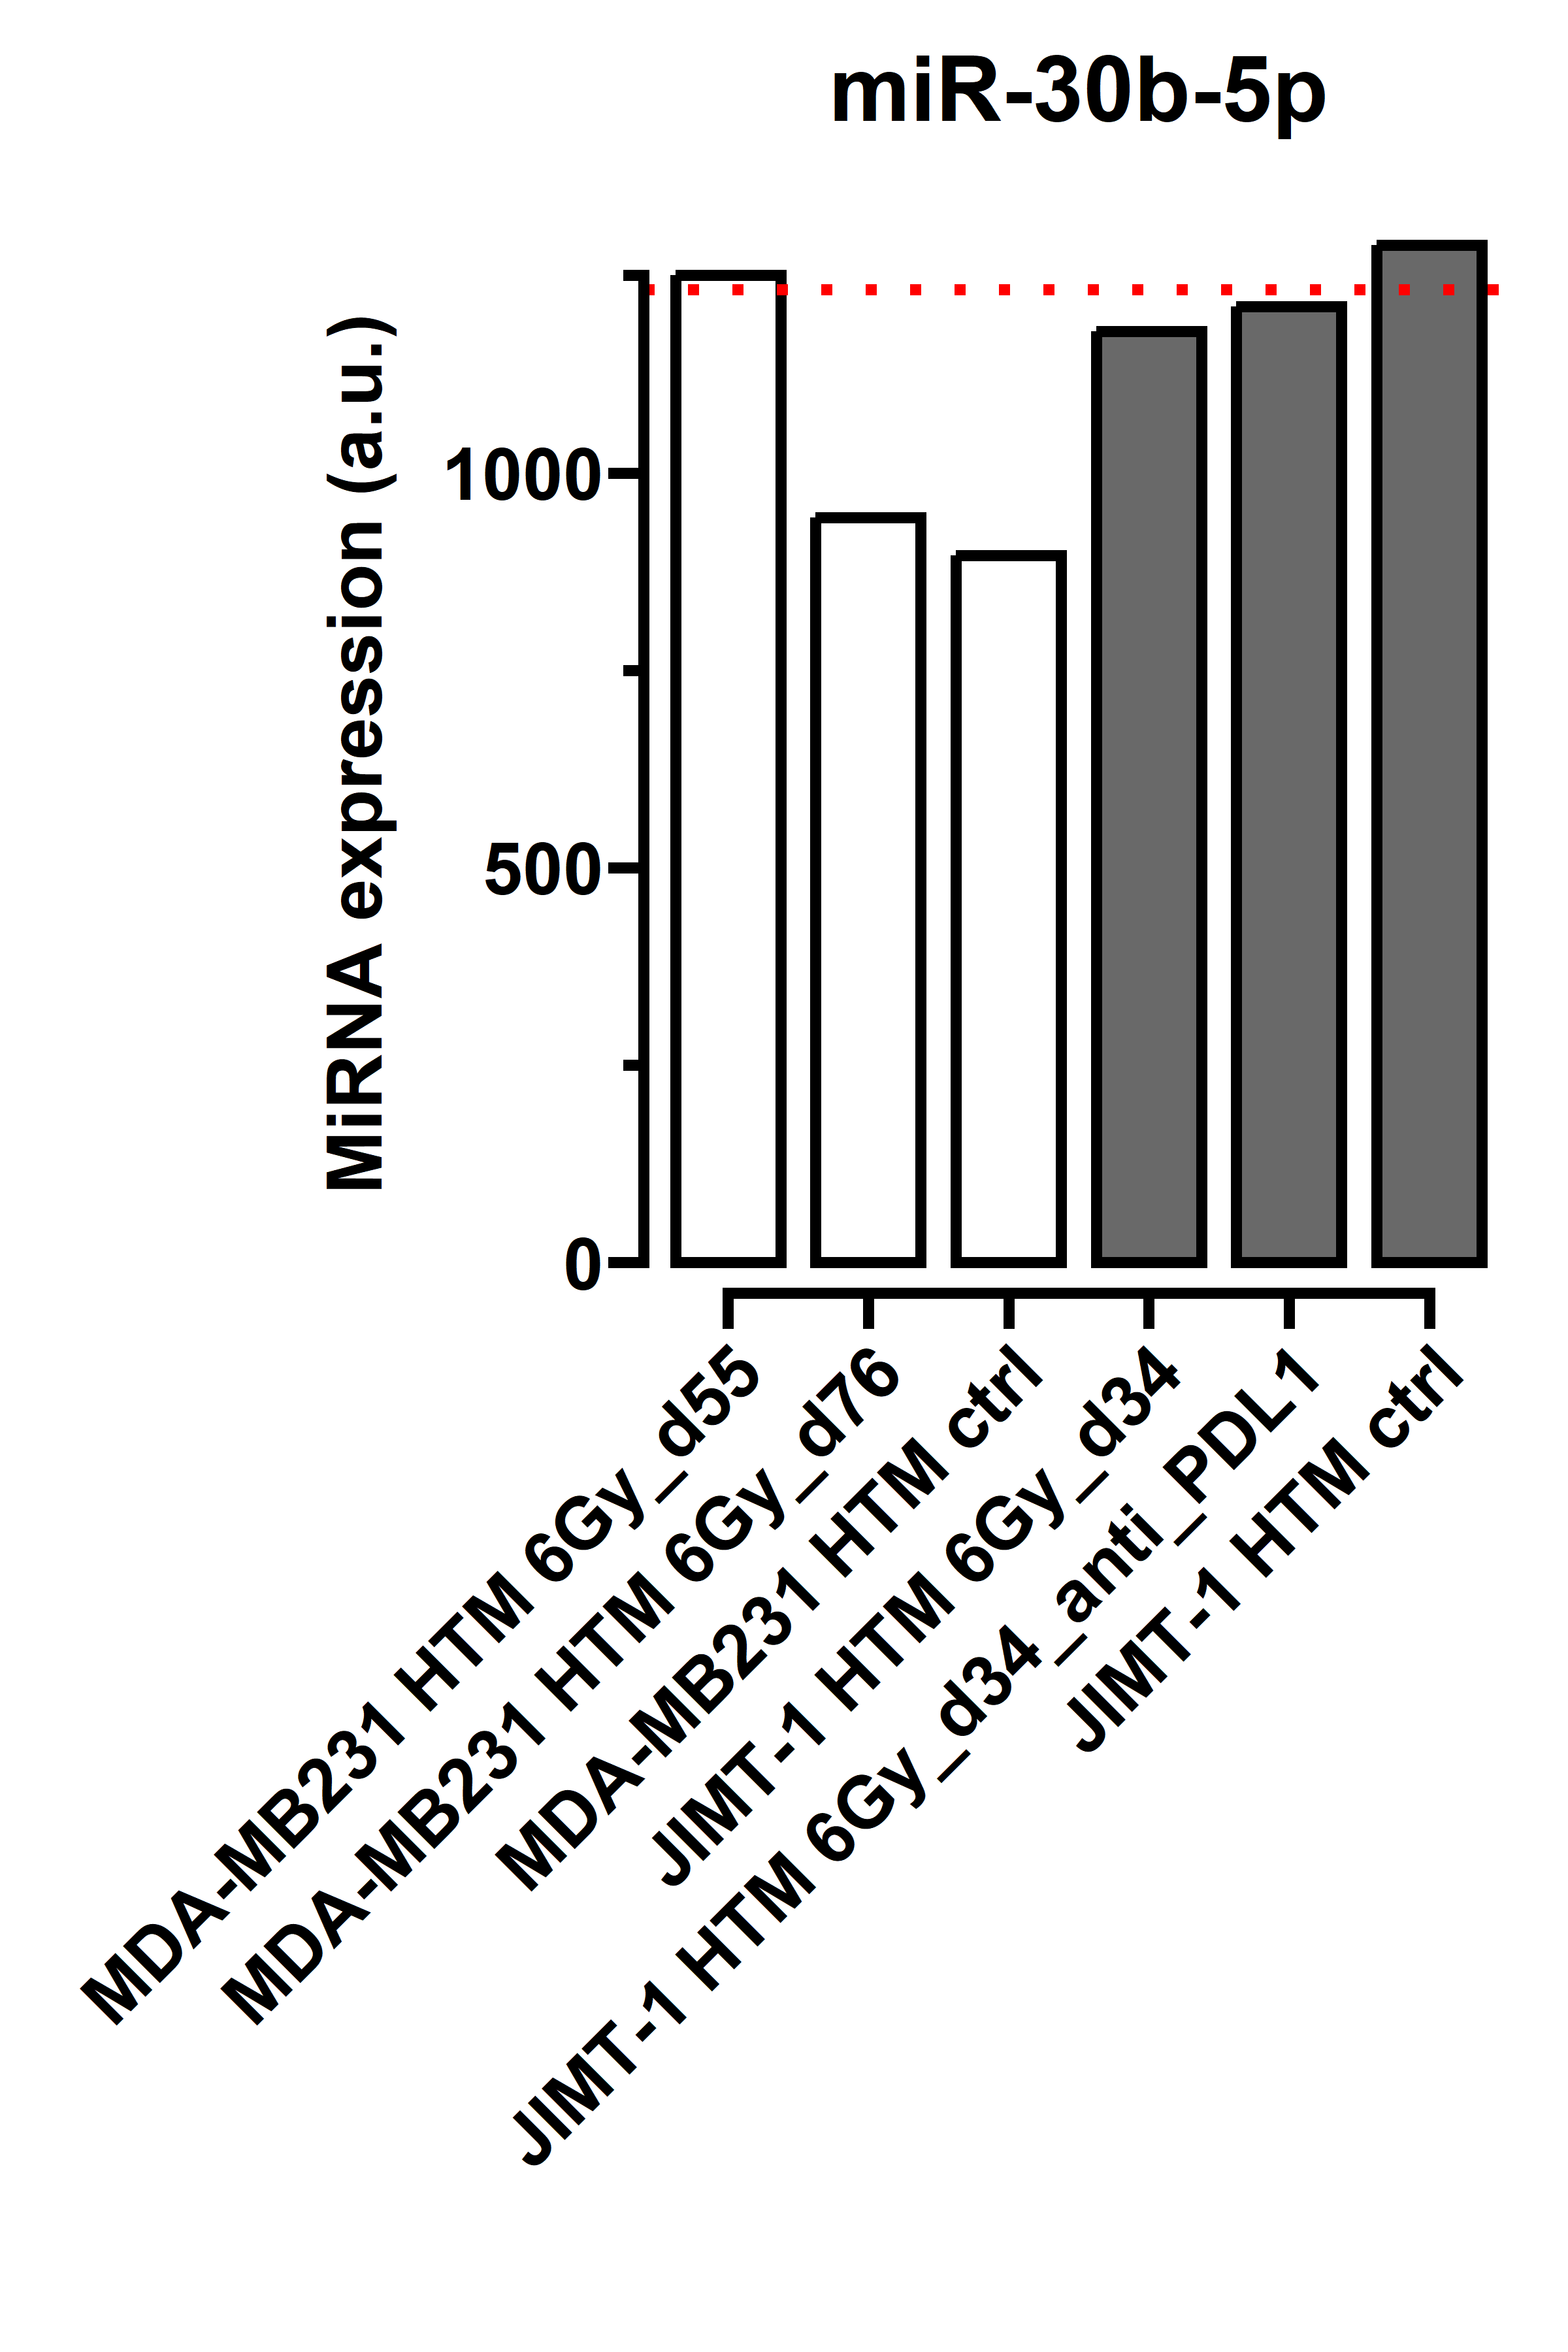 miR-30b-5p
MiRNA expression (a.u.)
1000
500
0
MDA-MB231 HTM 6Gy_d55
MDA-MB231 HTM 6Gy_d76
MDA-MB231 HTM ctrl
JIMT-1 HTM 6Gy_d34
JIMT-1 HTM 6Gy_d34_anti_PDL1
JIMT-1 HTM ctrl